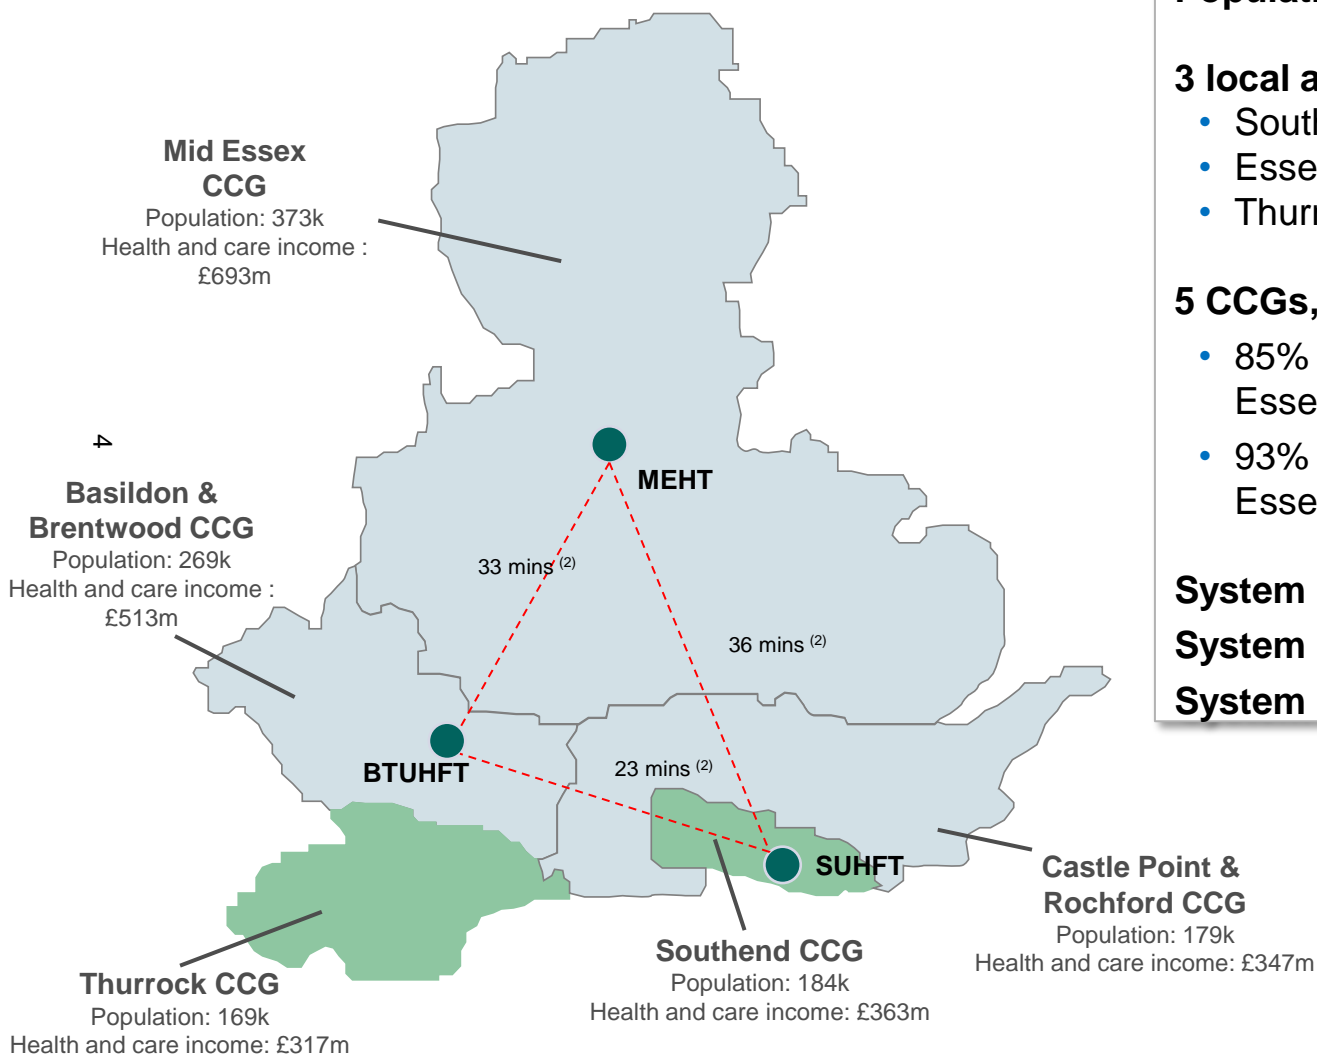 Mid Essex
CCG
Population: 373k
Health and care income :
£693m
4
Basildon &
Brentwood CCG
Population: 269k
Health and care income :
£513m
MEHT
33 mins (2)
36 mins (2)
23 mins (2)
BTUHFT
SUHFT
Thurrock CCG
Population: 169k
Health and care income: £317m
Southend CCG
Population: 184k
Health and care income: £363m
Castle Point &
Rochford CCG
Population: 179k
Health and care income: £347m
3 local a
• South
• Esse
• Thurr
5 CCGs,
• 85%
Esse
• 93%
Esse
System
System
System